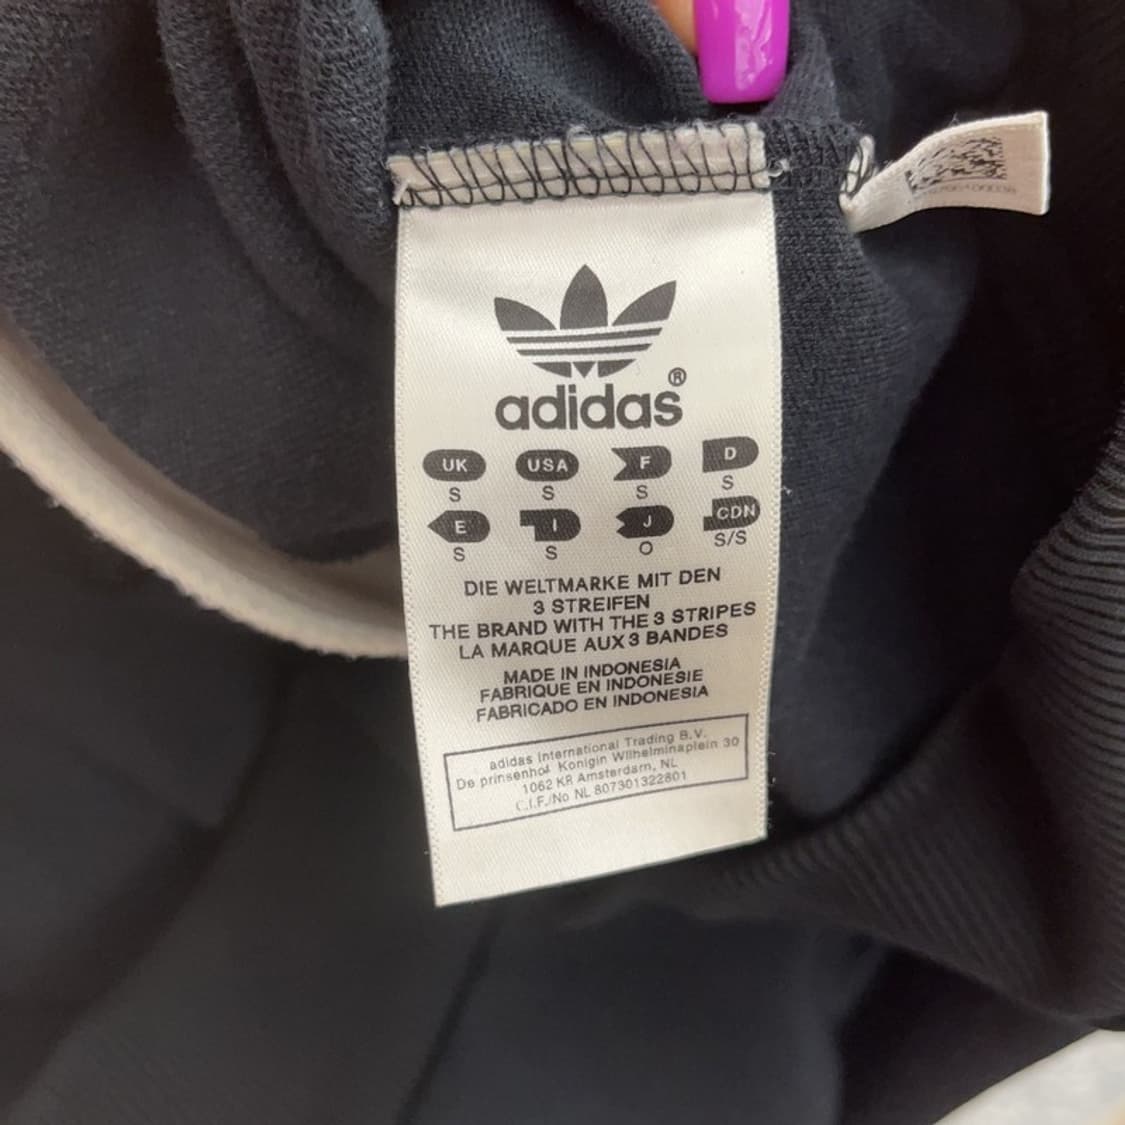 adidas®
UK USA F D
S S S S
E I J CDN
S S O S/S
DIE WELTMARKE MIT DEN
3 STREIFEN
THE BRAND WITH THE 3 STRIPES
LA MARQUE AUX 3 BANDES
MADE IN INDONESIA
FABRIQUE EN INDONESIE
FABRICADO EN INDONESIA
adidas International Trading B.V.
De prinsenhof Konigin Wilhelminaplein 30
1062 KR Amsterdam, NL
C.I.F./No NL 807301322801